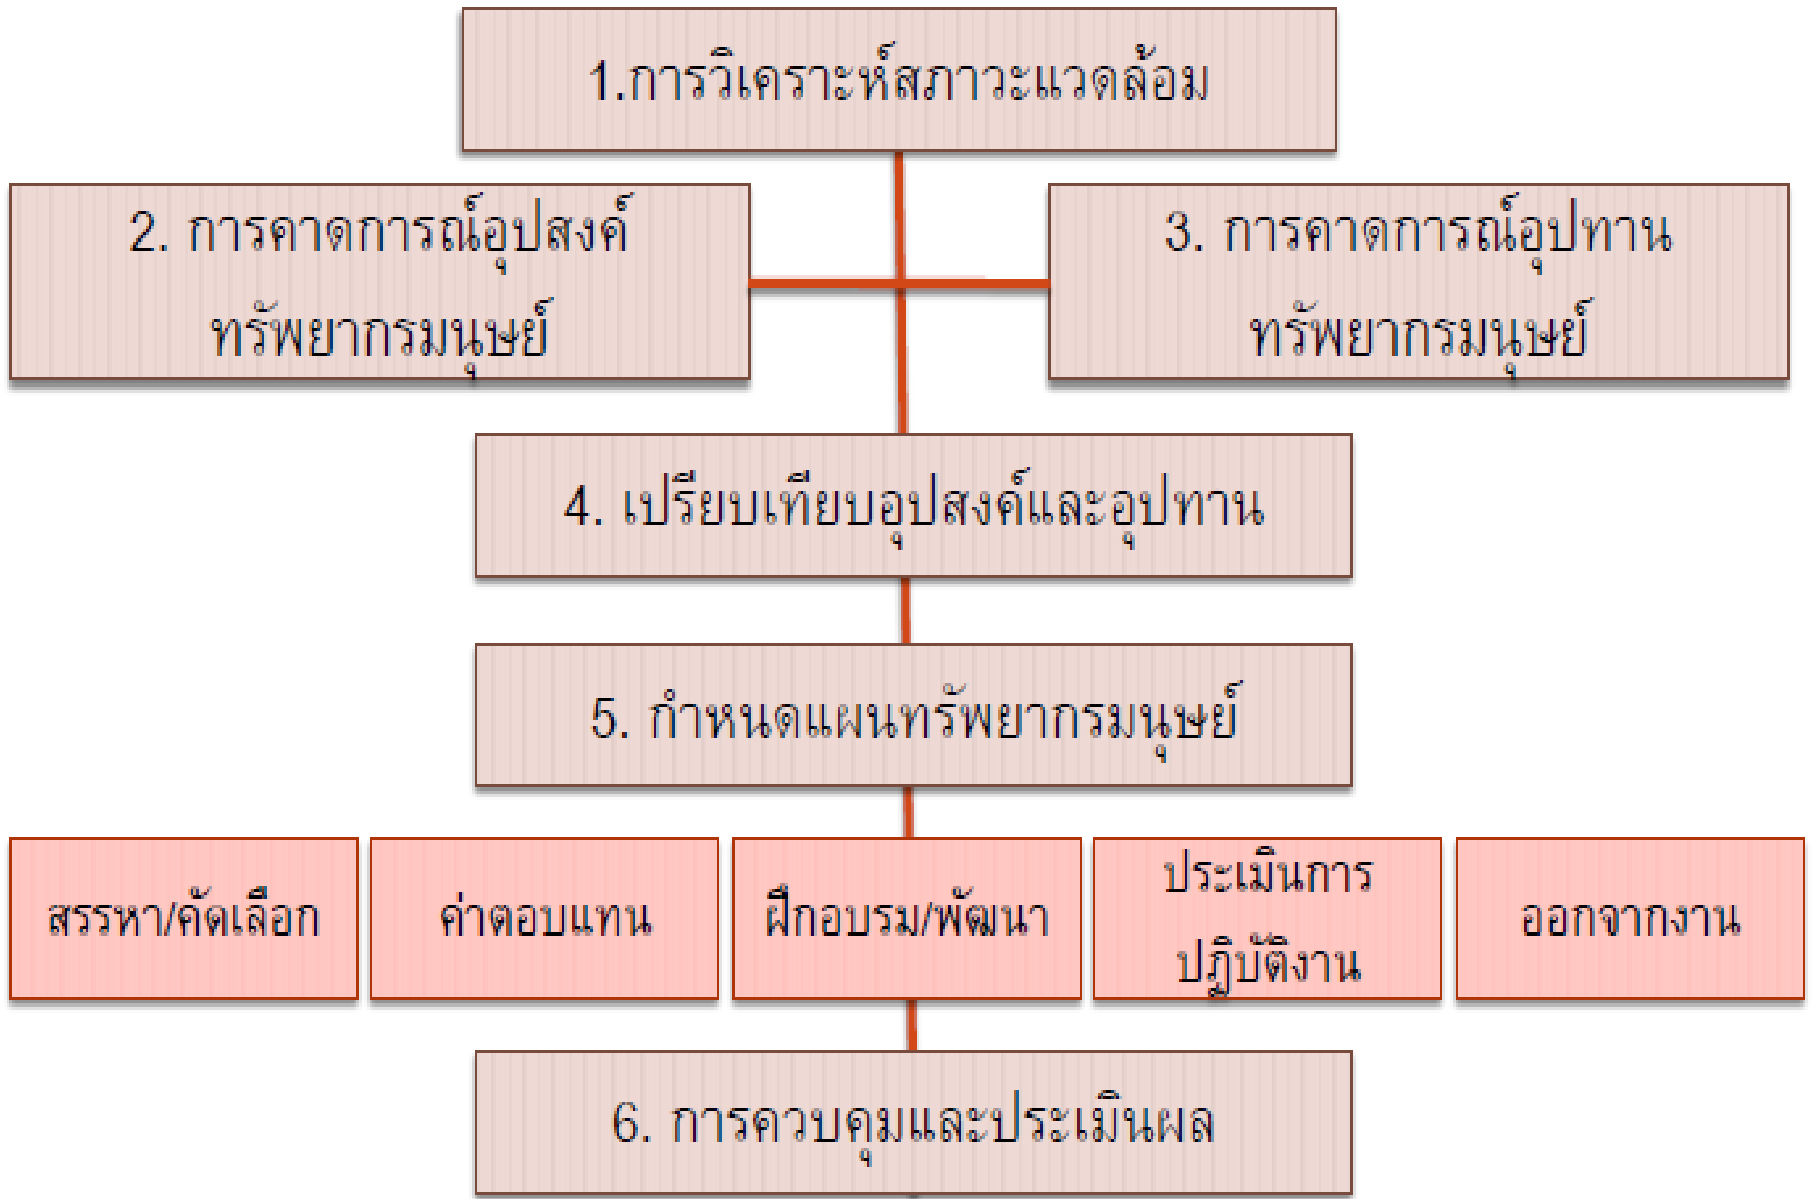 1.การวิเคราะห์สภาวะแวดล้อม
2. การคาดการณ์อุปสงค์
ทรัพยากรมนุษย์
3. การคาดการณ์อุปทาน
ทรัพยากรมนุษย์
4. เปรียบเทียบอุปสงค์และอุปทาน
5. กำหนดแผนทรัพยากรมนุษย์
สรรหา/คัดเลือก
ค่าตอบแทน
ฝึกอบรม/พัฒนา
ประเมินการ
ปฏิบัติงาน
ออกจากงาน
6. การควบคุมและประเมินผล